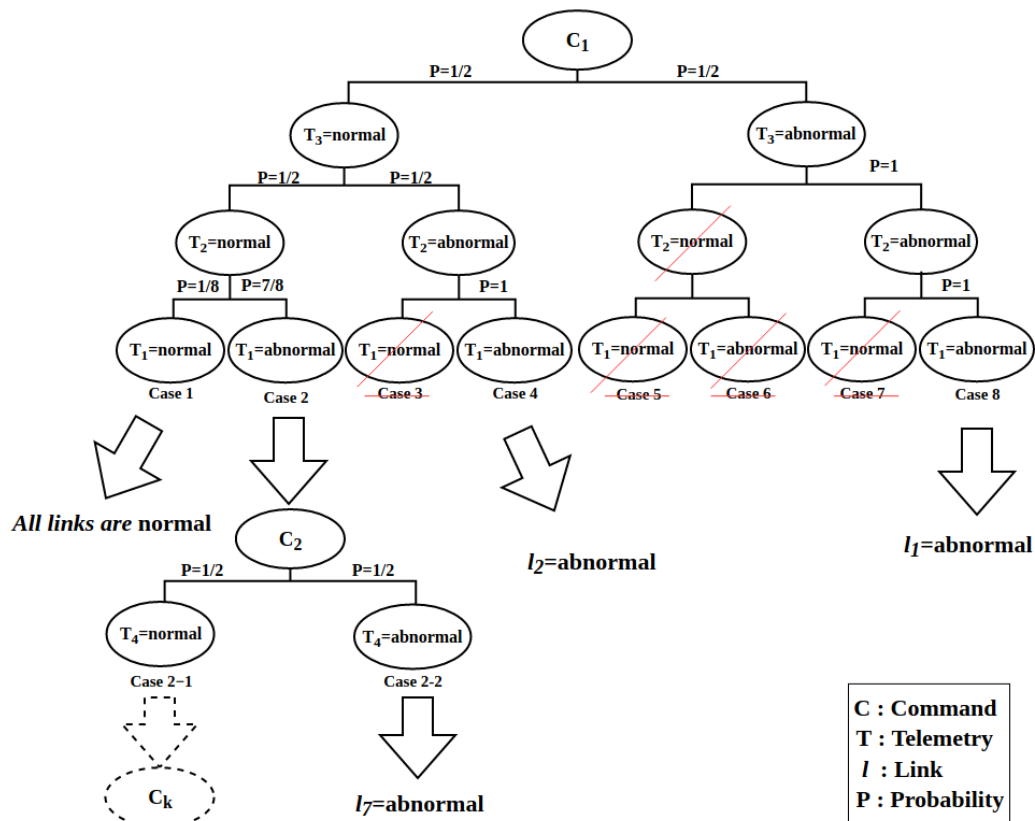 C1
P=1/2 P=1/2
T3=normal T3=abnormal
P=1/2 P=1/2 P=1
T2=normal T2=abnormal T2=normal T2=abnormal
P=1/8 P=7/8 P=1 P=1
T1=normal T1=abnormal T1=normal T1=abnormal T1=normal T1=abnormal T1=normal T1=abnormal
Case 1 Case 2 Case 3 Case 4 Case 5 Case 6 Case 7 Case 8
All links are normal
C2
l2=abnormal
l1=abnormal
P=1/2 P=1/2
T4=normal T4=abnormal
Case 2−1 Case 2-2
Ck
l7=abnormal
C : Command
T : Telemetry
l : Link
P : Probability